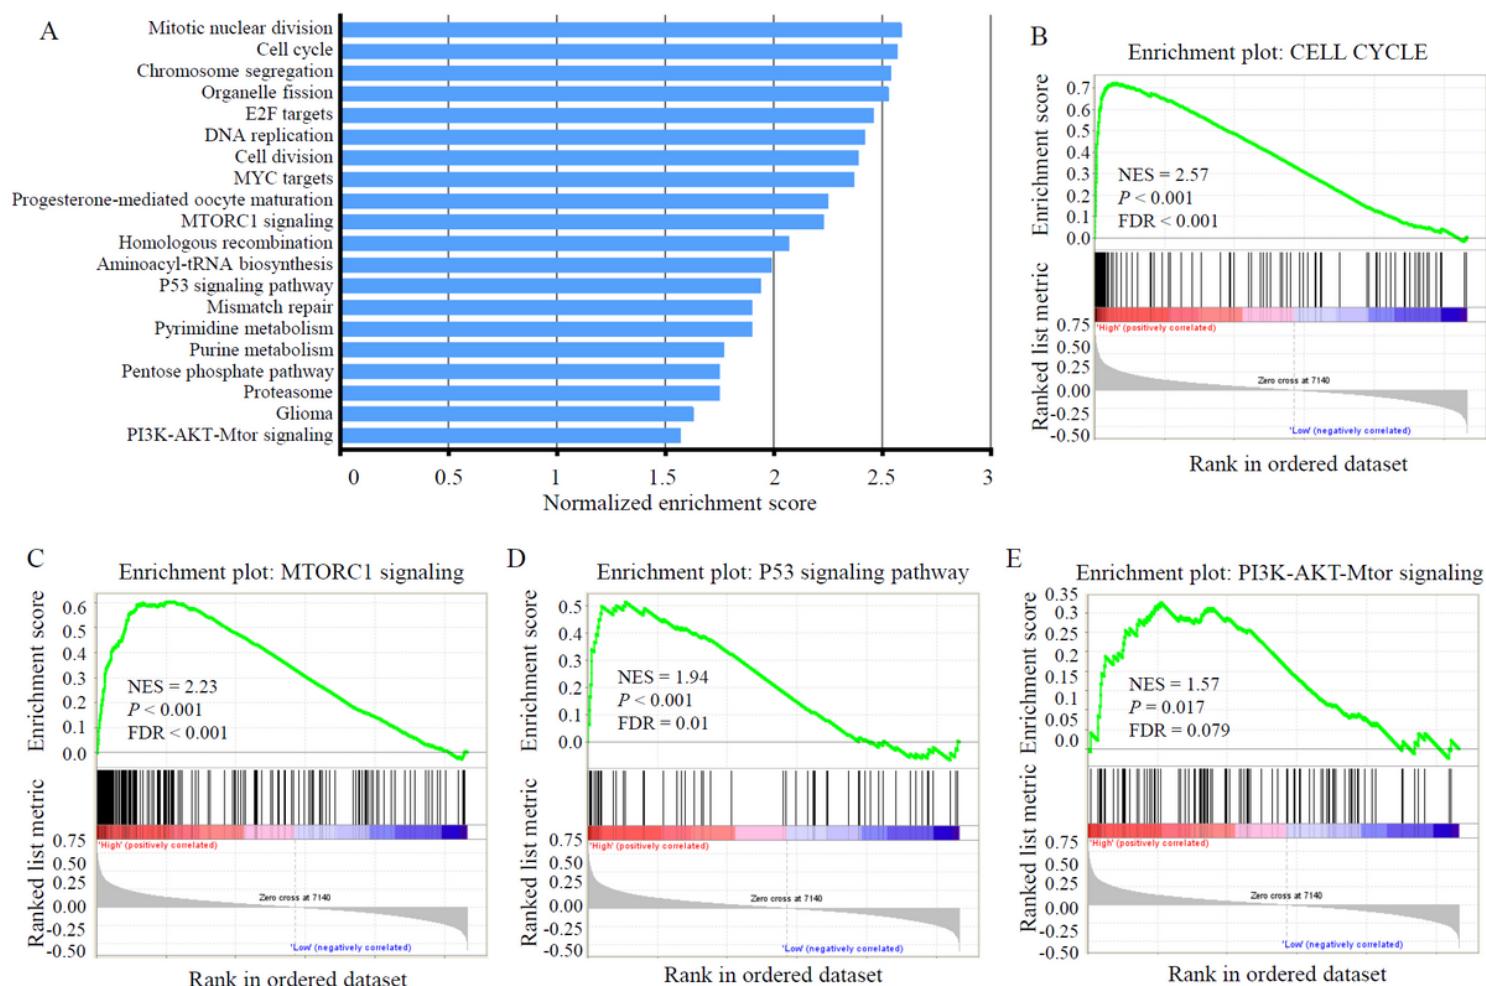 A
Mitotic nuclear division
Cell cycle
Chromosome segregation
Organelle fission
E2F targets
DNA replication
Cell division
MYC targets
Progesterone-mediated oocyte maturation
MTORC1 signaling
Homologous recombination
Aminoacyl-tRNA biosynthesis
P53 signaling pathway
Mismatch repair
Pyrimidine metabolism
Purine metabolism
Pentose phosphate pathway
Proteasome
Glioma
PI3K-AKT-Mtor signaling
0 0.5 1 1.5 2 2.5 3
Normalized enrichment score
B
Enrichment plot: CELL CYCLE
Enrichment score
0.7
0.6
0.5
0.4
0.3
0.2
0.1
0.0
NES = 2.57
P < 0.001
FDR < 0.001
Ranked list metric
0.75
0.50
0.25
0.00
-0.25
-0.50
'High' (positively correlated)
Zero cross at 7140
'Low' (negatively correlated)
Rank in ordered dataset
C
Enrichment plot: MTORC1 signaling
Enrichment score
0.6
0.5
0.4
0.3
0.2
0.1
0.0
NES = 2.23
P < 0.001
FDR < 0.001
Ranked list metric
0.75
0.50
0.25
0.00
-0.25
-0.50
'High' (positively correlated)
Zero cross at 7140
'Low' (negatively correlated)
Rank in ordered dataset
D
Enrichment plot: P53 signaling pathway
Enrichment score
0.5
0.4
0.3
0.2
0.1
0.0
NES = 1.94
P < 0.001
FDR = 0.01
Ranked list metric
0.75
0.50
0.25
0.00
-0.25
-0.50
'High' (positively correlated)
Zero cross at 7140
'Low' (negatively correlated)
Rank in ordered dataset
E
Enrichment plot: PI3K-AKT-Mtor signaling
Enrichment score
0.35
0.3
0.25
0.2
0.15
0.1
0.05
-0.0
NES = 1.57
P = 0.017
FDR = 0.079
Ranked list metric
0.75
0.50
0.25
0.00
-0.25
-0.50
'High' (positively correlated)
Zero cross at 7140
'Low' (negatively correlated)
Rank in ordered dataset